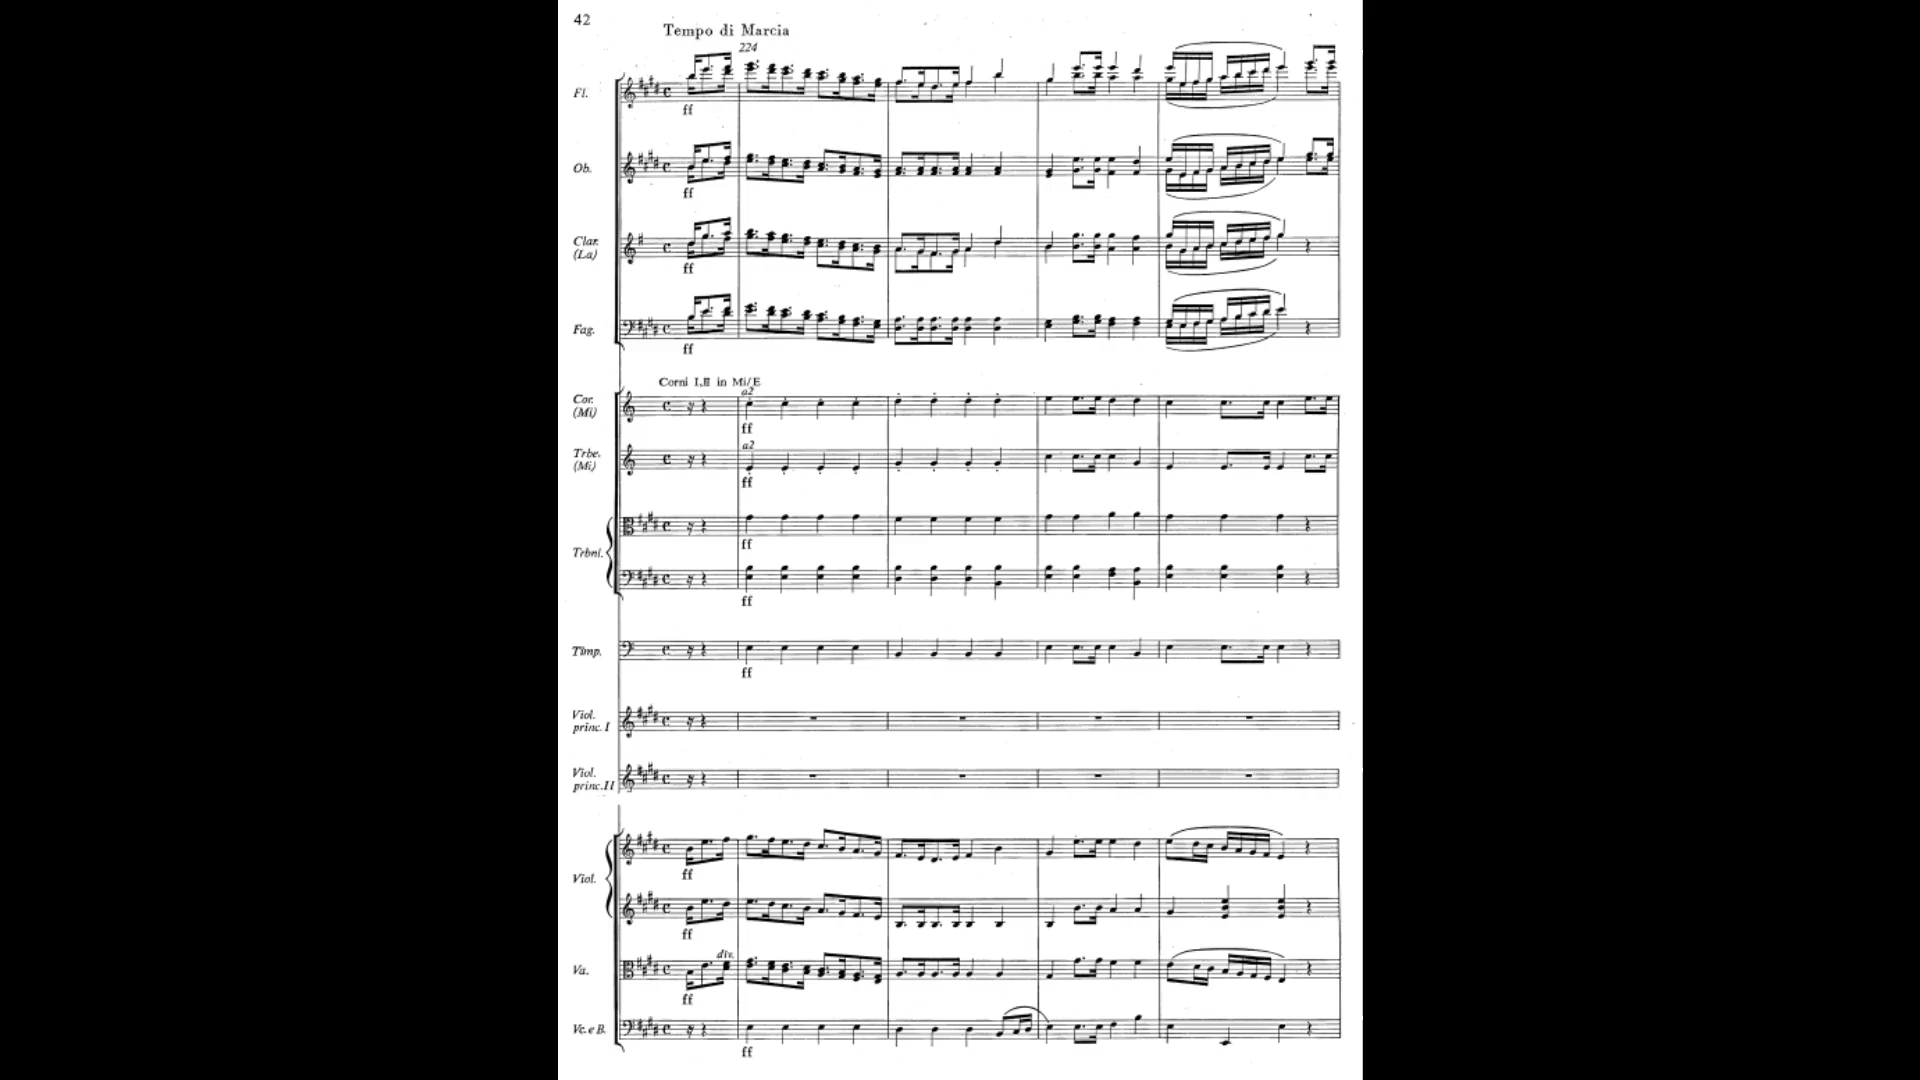 42
Tempo di Marcia
224
Fl.
ff
Ob.
ff
Clar.
(La)
ff
Fag.
ff
Corni I, II in Mi/E
a2
Cor.
(Mi)
ff
a2
Trbe.
(Mi)
ff
ff
Trbni.
ff
Timp.
ff
Viol.
princ. I
Viol.
princ. II
ff
Viol.
ff
div.
Va.
ff
Vc. e B.
ff